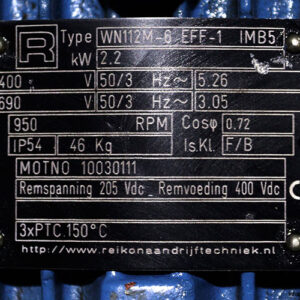 R Type WN112M-6 EFF-1 IMB5
kW 2.2
400 V 50/3 Hz~ 5.26
690 V 50/3 Hz~ 3.05
950 RPM Cosφ 0.72
IP54 46 Kg Is.Kl. F/B
MOTNO 10030111
Remspanning 205 Vdc Remvoeding 400 Vdc
3xPTC.150°C
http://www.reikonaandrijftechniek.nl